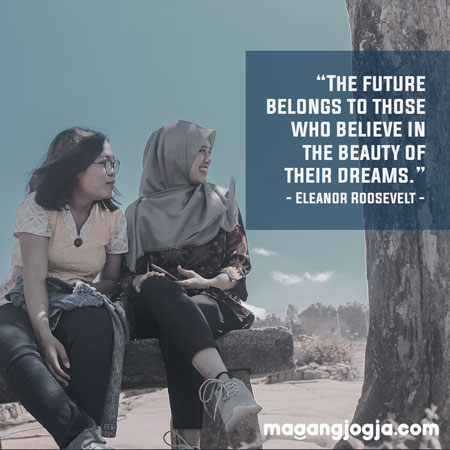 “The future
belongs to those
who believe in
the beauty of
their dreams.”
- Eleanor Roosevelt -
magangjogja.com